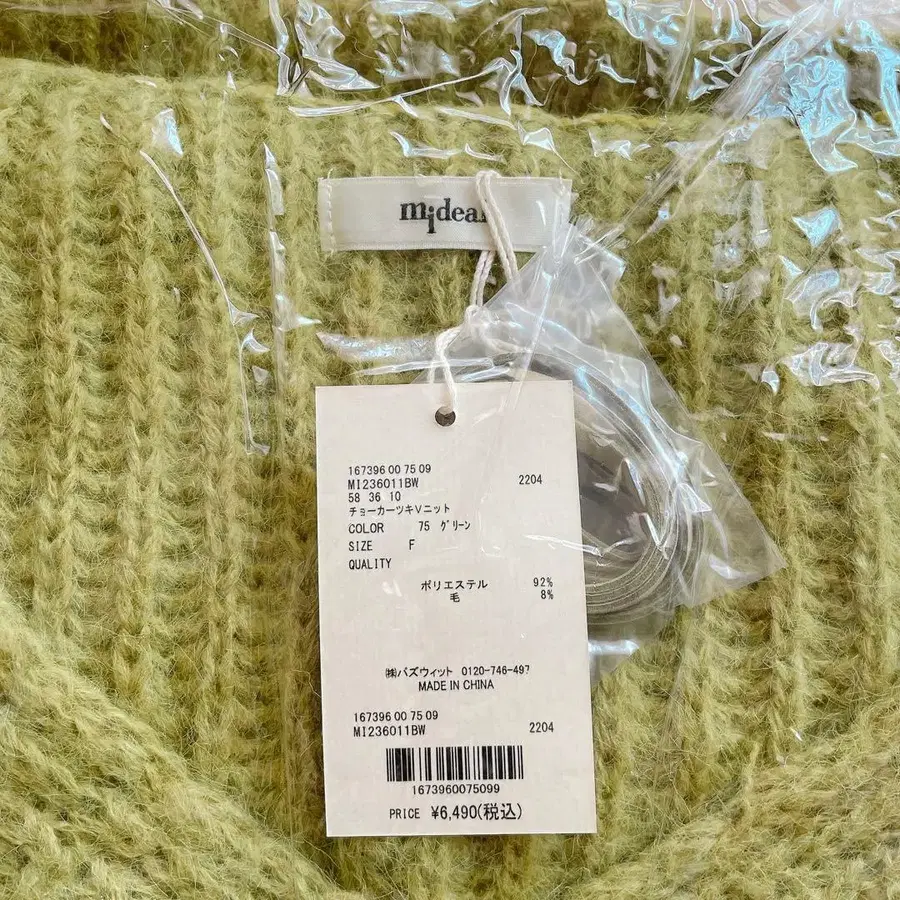 mideal
167396 00 75 09
MI236011BW 2204
58 36 10
チョーカーツキVニット
COLOR 75 グリーン
SIZE F
QUALITY
ポリエステル 92%
毛 8%
㈱バズウィット 0120-746-497
MADE IN CHINA
167396 00 75 09
MI236011BW 2204
1673960075099
PRICE ¥6,490(税込)